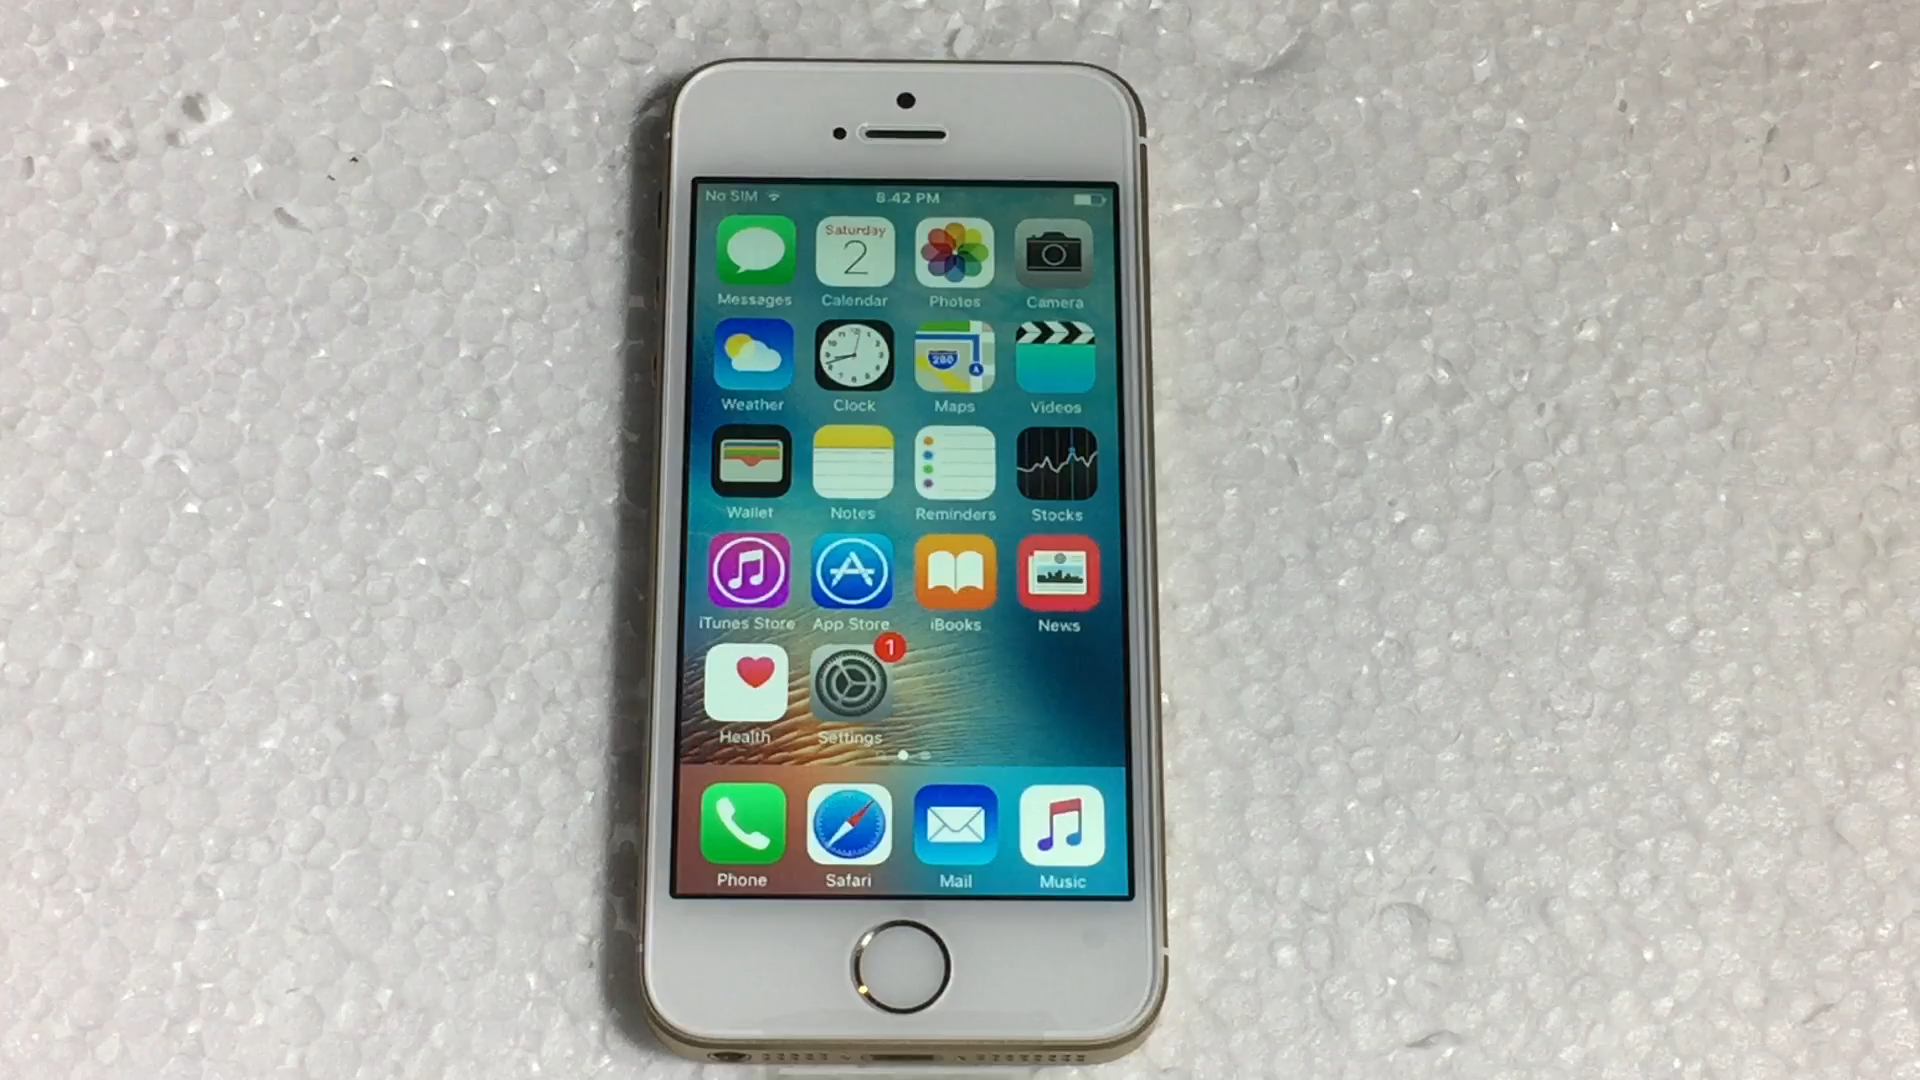 No SIM 8:42 PM
Saturday
2
Messages Calendar Photos Camera
280
Weather Clock Maps Videos
Wallet Notes Reminders Stocks
iTunes Store App Store iBooks News
1
Health Settings
Phone Safari Mail Music